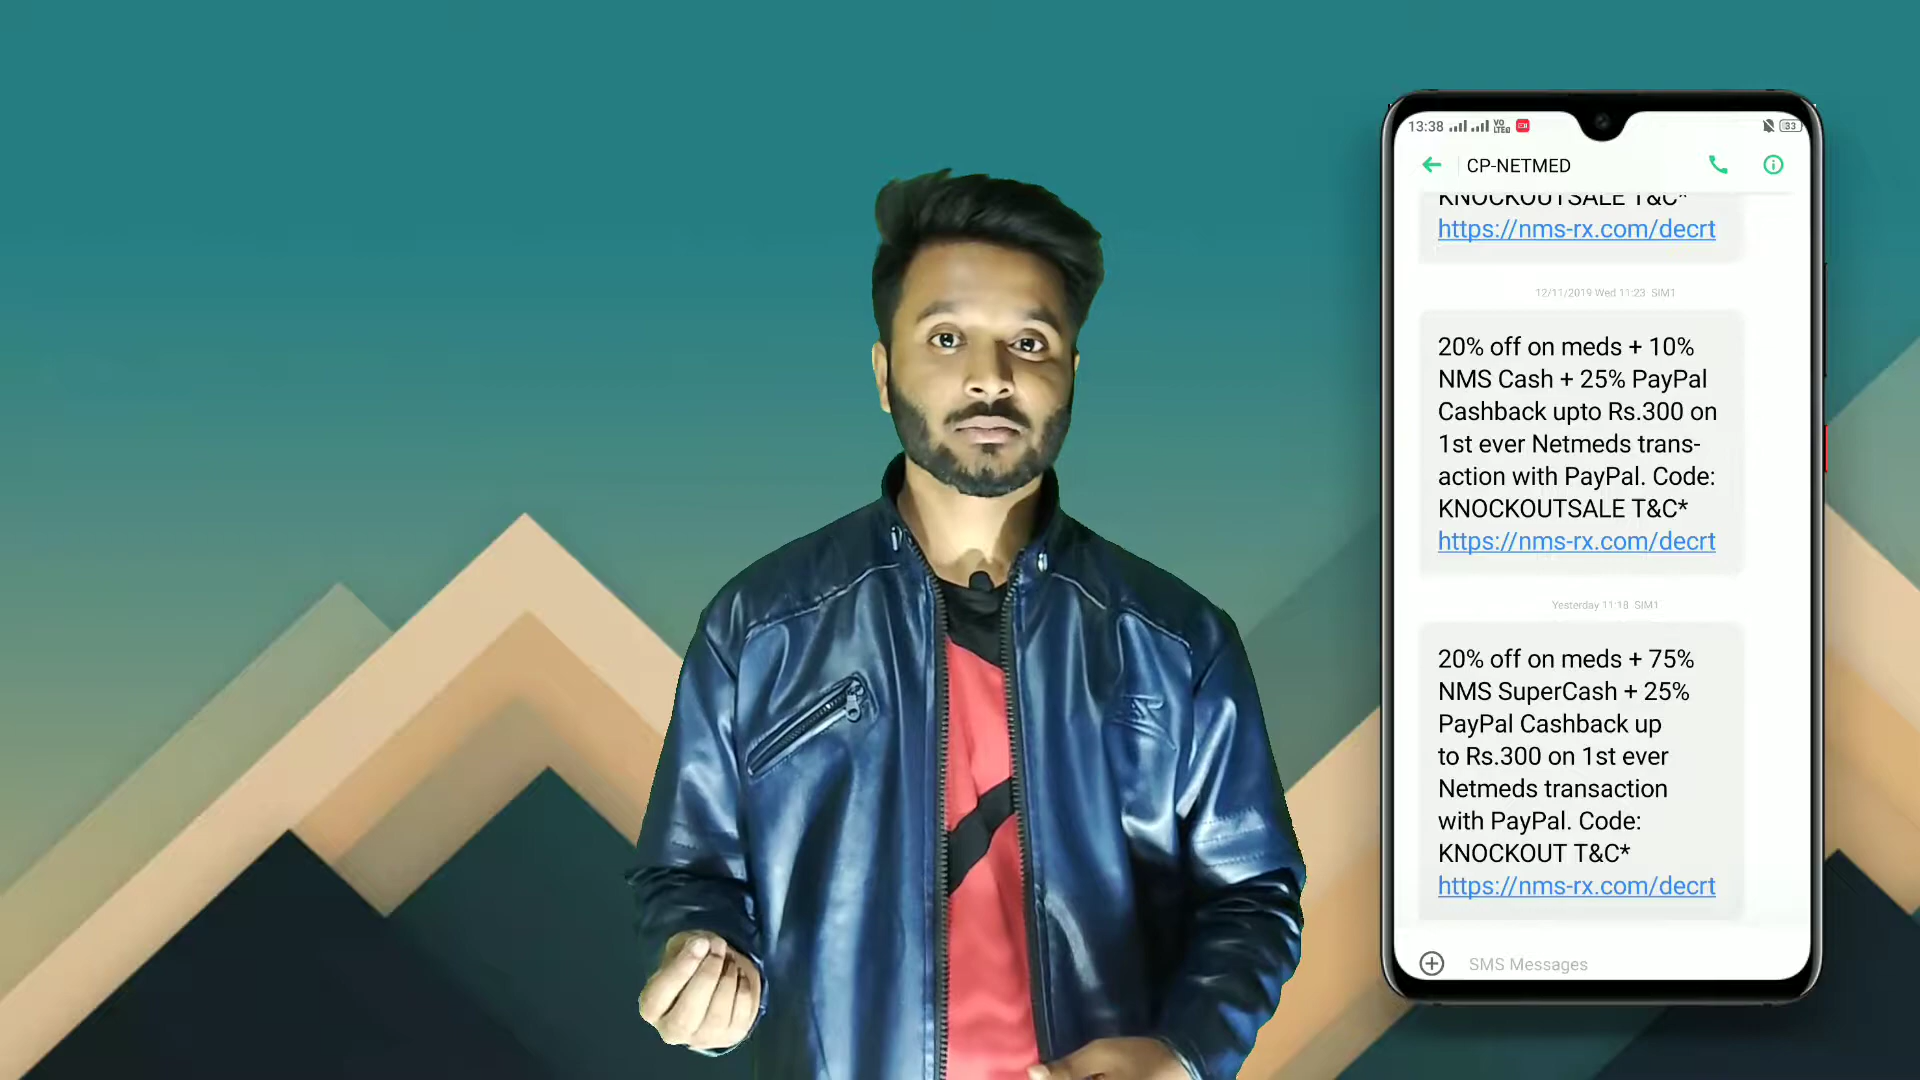 13:38 VO LTE 33
CP-NETMED
KNOCKOUTSALE T&C*
https://nms-rx.com/decrt
12/11/2019 Wed 11:23 SIM1
20% off on meds + 10%
NMS Cash + 25% PayPal
Cashback upto Rs.300 on
1st ever Netmeds trans-
action with PayPal. Code:
KNOCKOUTSALE T&C*
https://nms-rx.com/decrt
Yesterday 11:18 SIM1
20% off on meds + 75%
NMS SuperCash + 25%
PayPal Cashback up
to Rs.300 on 1st ever
Netmeds transaction
with PayPal. Code:
KNOCKOUT T&C*
https://nms-rx.com/decrt
SMS Messages